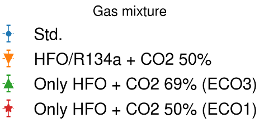 Gas mixture
Std.
HFO/R134a + CO2 50%
Only HFO + CO2 69% (ECO3)
Only HFO + CO2 50% (ECO1)